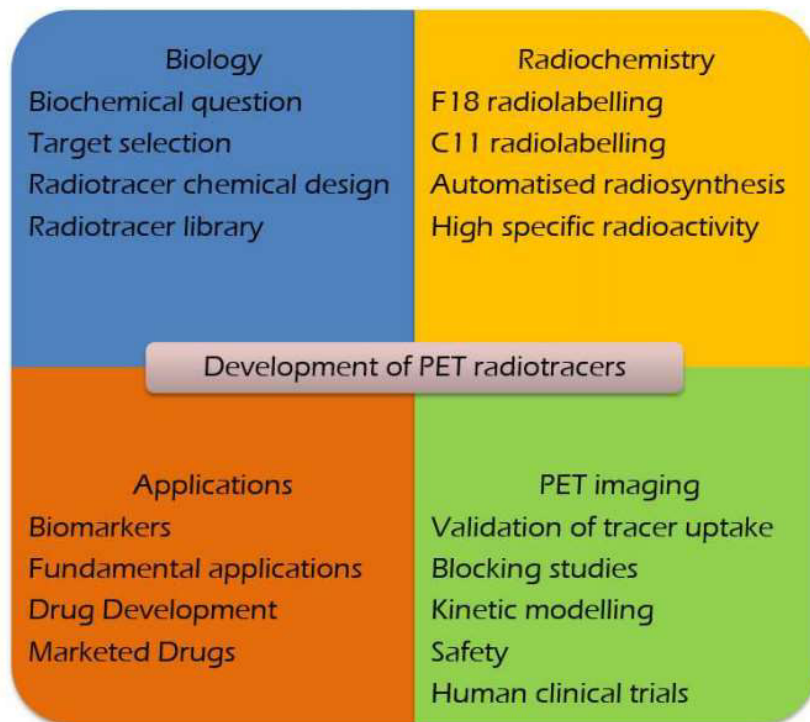 Biology
Biochemical question
Target selection
Radiotracer chemical design
Radiotracer library
Radiochemistry
F18 radiolabelling
C11 radiolabelling
Automatised radiosynthesis
High specific radioactivity
Development of PET radiotracers
Applications
Biomarkers
Fundamental applications
Drug Development
Marketed Drugs
PET imaging
Validation of tracer uptake
Blocking studies
Kinetic modelling
Safety
Human clinical trials